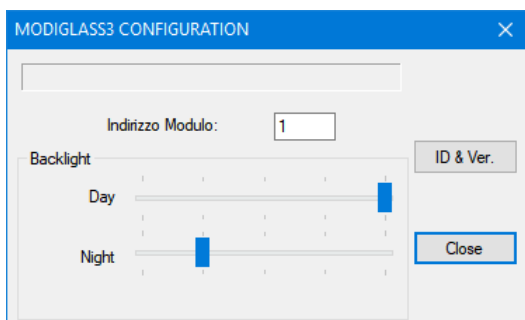 MODIGLASS3 CONFIGURATION
Indirizzo Modulo: 1
Backlight
ID & Ver.
Day
Night
Close